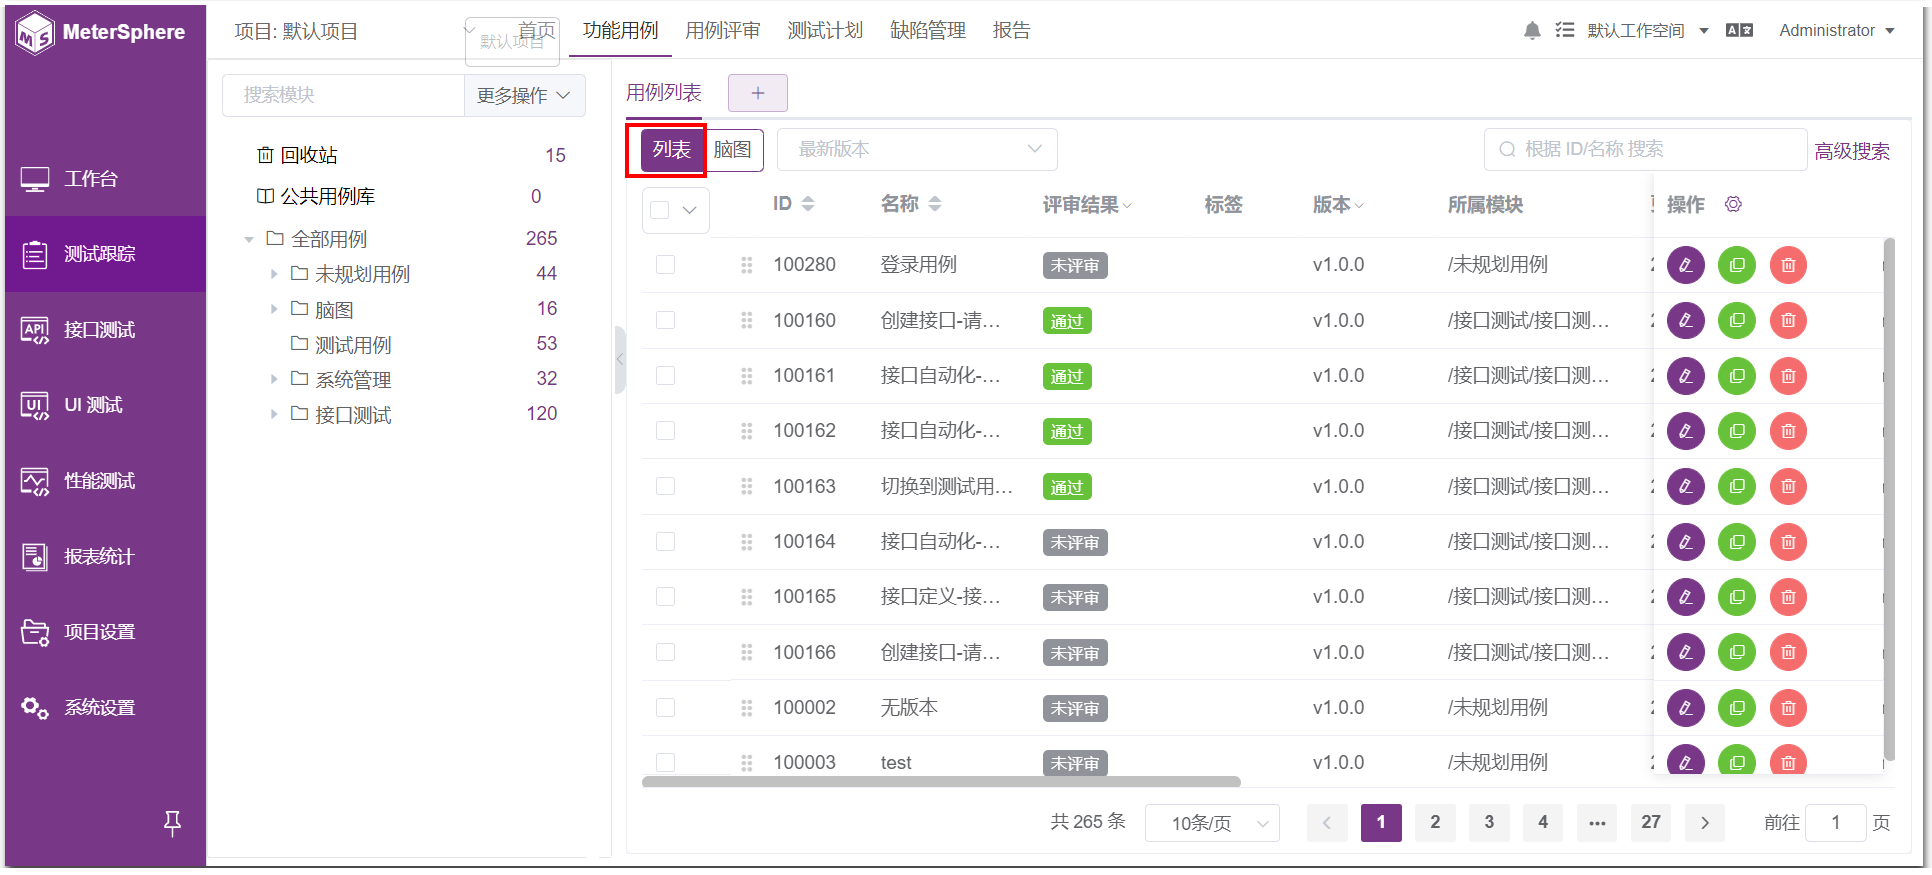 MeterSphere
项目: 默认项目
默认项目
首页
功能用例
用例评审
测试计划
缺陷管理
报告
默认工作空间
Administrator
工作台
测试跟踪
接口测试
UI 测试
性能测试
报表统计
项目设置
系统设置
搜索模块
更多操作
回收站 15
公共用例库 0
全部用例 265
未规划用例 44
脑图 16
测试用例 53
系统管理 32
接口测试 120
用例列表
+
列表
脑图
最新版本
根据 ID/名称 搜索
高级搜索
ID 名称 评审结果 标签 版本 所属模块 操作
100280 登录用例 未评审 v1.0.0 /未规划用例
100160 创建接口-请... 通过 v1.0.0 /接口测试/接口测...
100161 接口自动化-... 通过 v1.0.0 /接口测试/接口测...
100162 接口自动化-... 通过 v1.0.0 /接口测试/接口测...
100163 切换到测试用... 通过 v1.0.0 /接口测试/接口测...
100164 接口自动化-... 未评审 v1.0.0 /接口测试/接口测...
100165 接口定义-接... 未评审 v1.0.0 /接口测试/接口测...
100166 创建接口-请... 未评审 v1.0.0 /接口测试/接口测...
100002 无版本 未评审 v1.0.0 /未规划用例
100003 test 未评审 v1.0.0 /未规划用例
共 265 条 10条/页 1 2 3 4 ... 27 前往 1 页